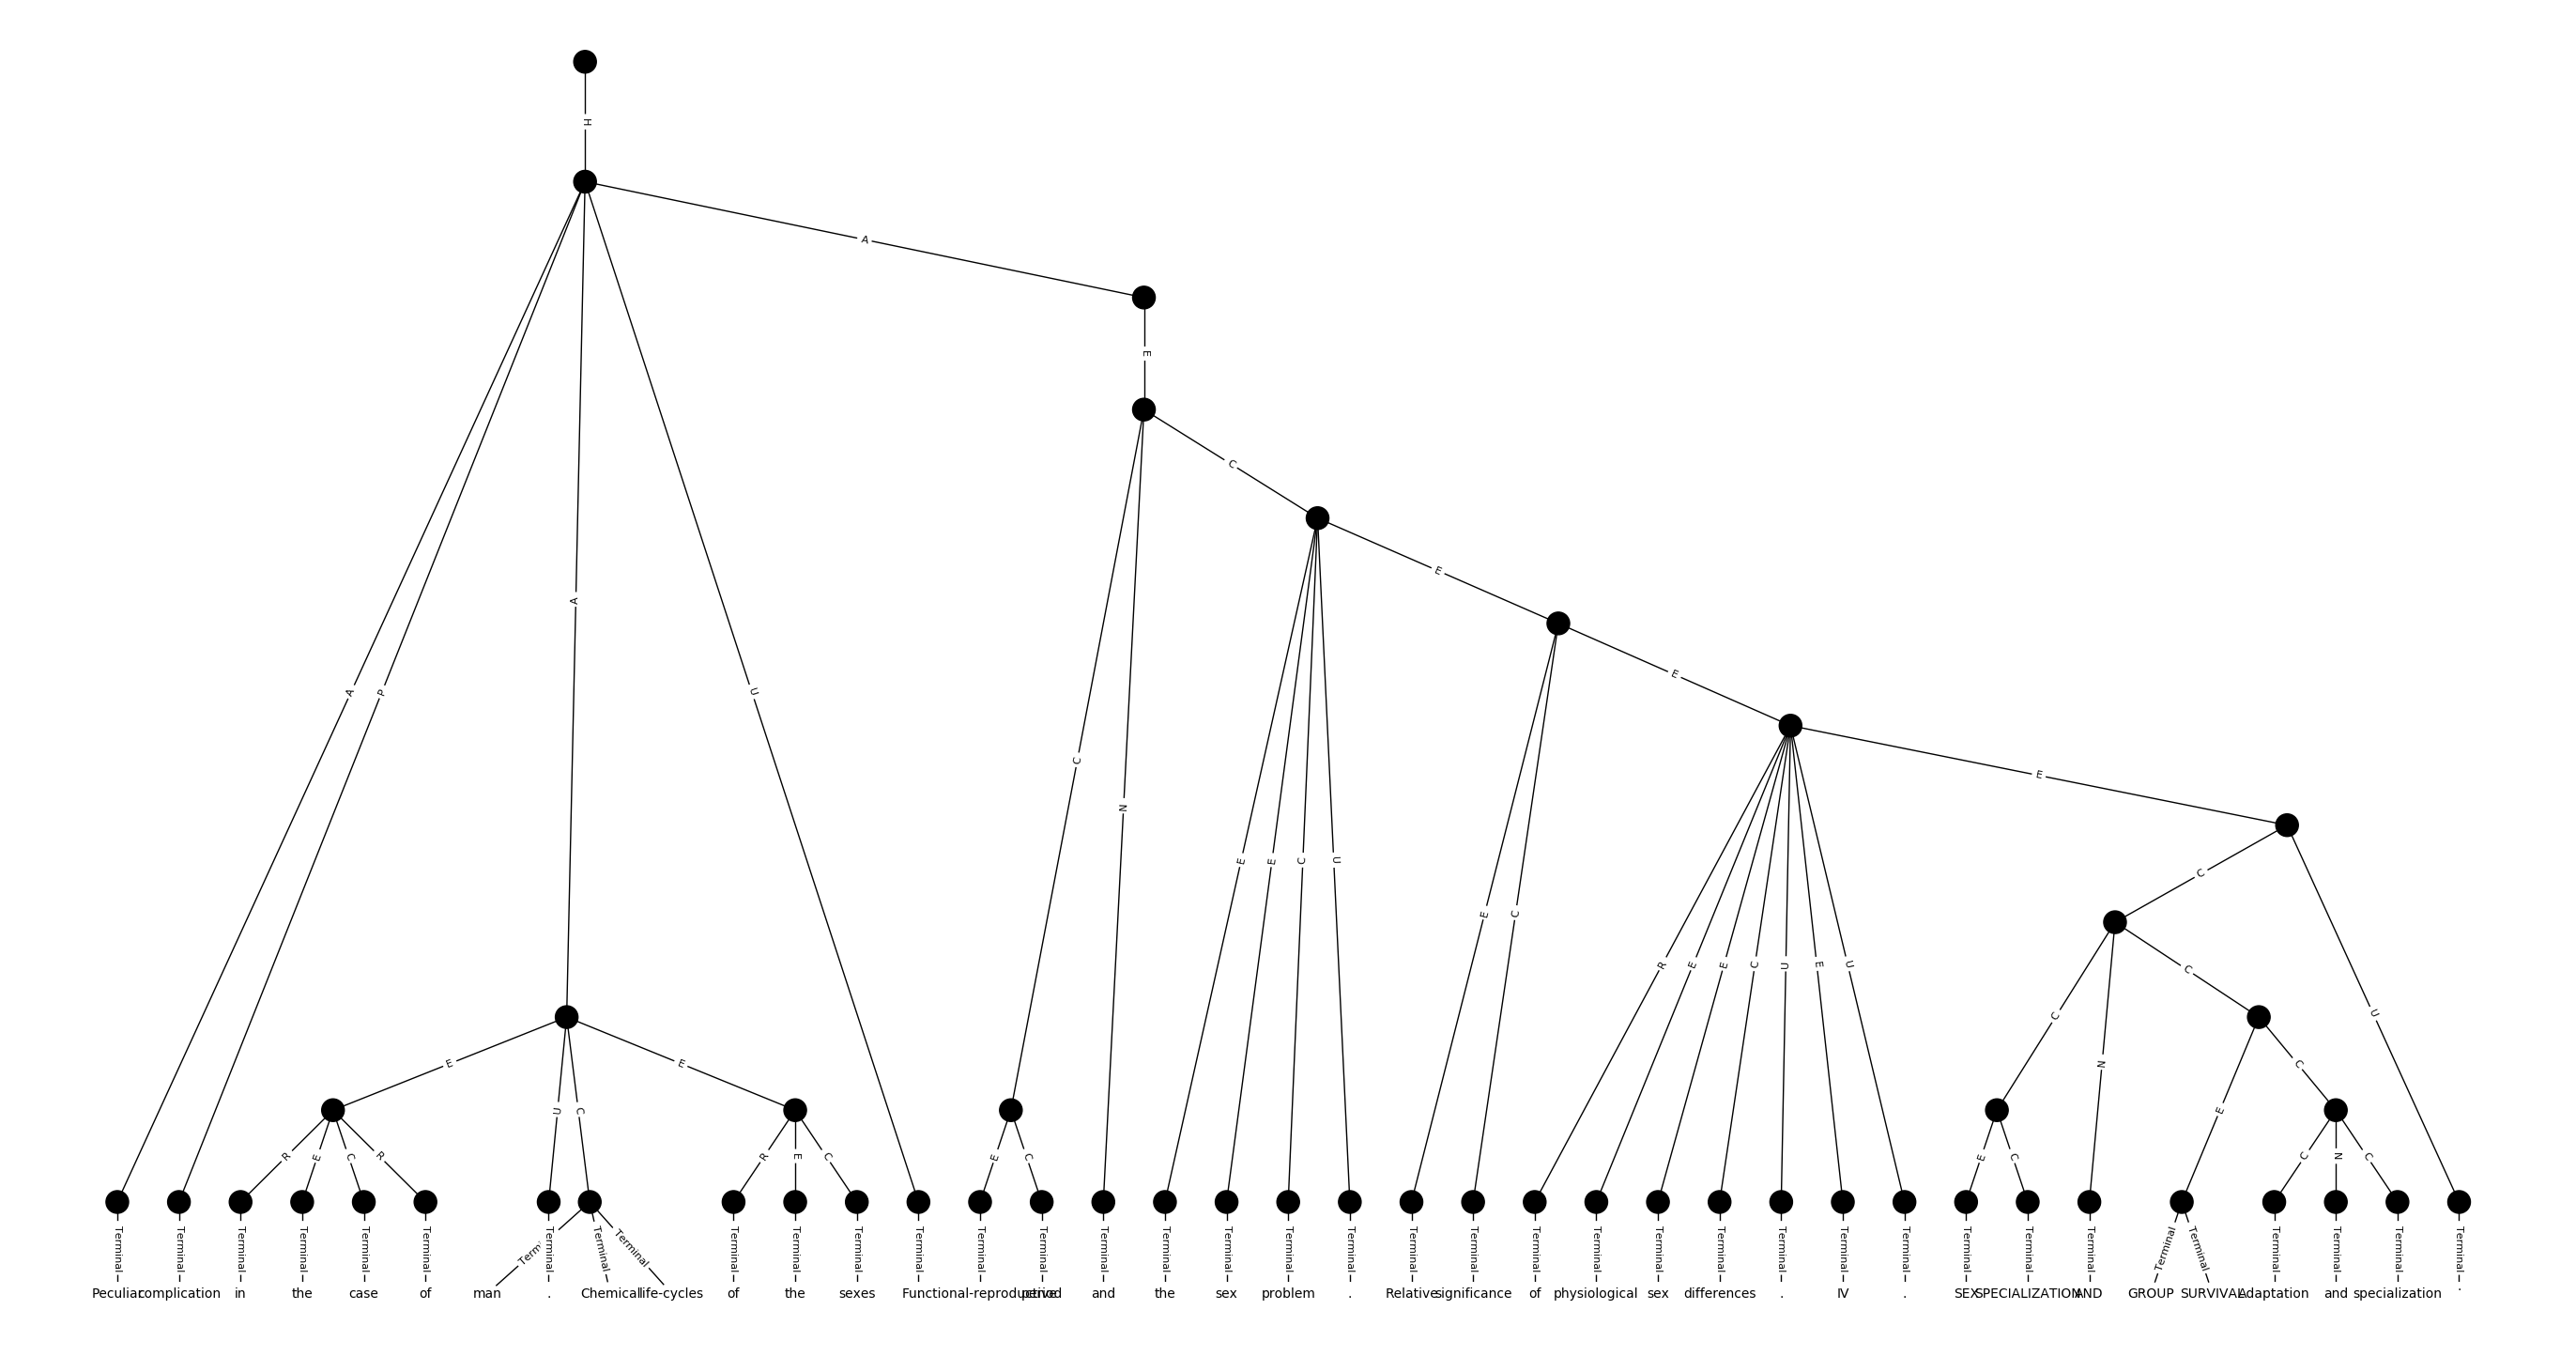 H
A
E
C
E
A
E
A P U
C
E
N
E E C U
C
E C
R E E C U E U C
C U
E E N C
U C E
R E C R R E C E C E C C N C
Terminal Terminal Terminal Terminal Terminal Terminal Term Terminal Terminal Terminal Terminal Terminal Terminal Terminal Terminal Terminal Terminal Terminal Terminal Terminal Terminal Terminal Terminal Terminal Terminal Terminal Terminal Terminal Terminal Terminal Terminal Terminal Terminal Terminal Terminal Terminal Terminal Terminal Terminal
Peculiar complication in the case of man . Chemical life-cycles of the sexes Functional-reproductive period and the sex problem . Relative significance of physiological sex differences . IV . SEX SPECIALIZATION AND GROUP SURVIVAL Adaptation and specialization .